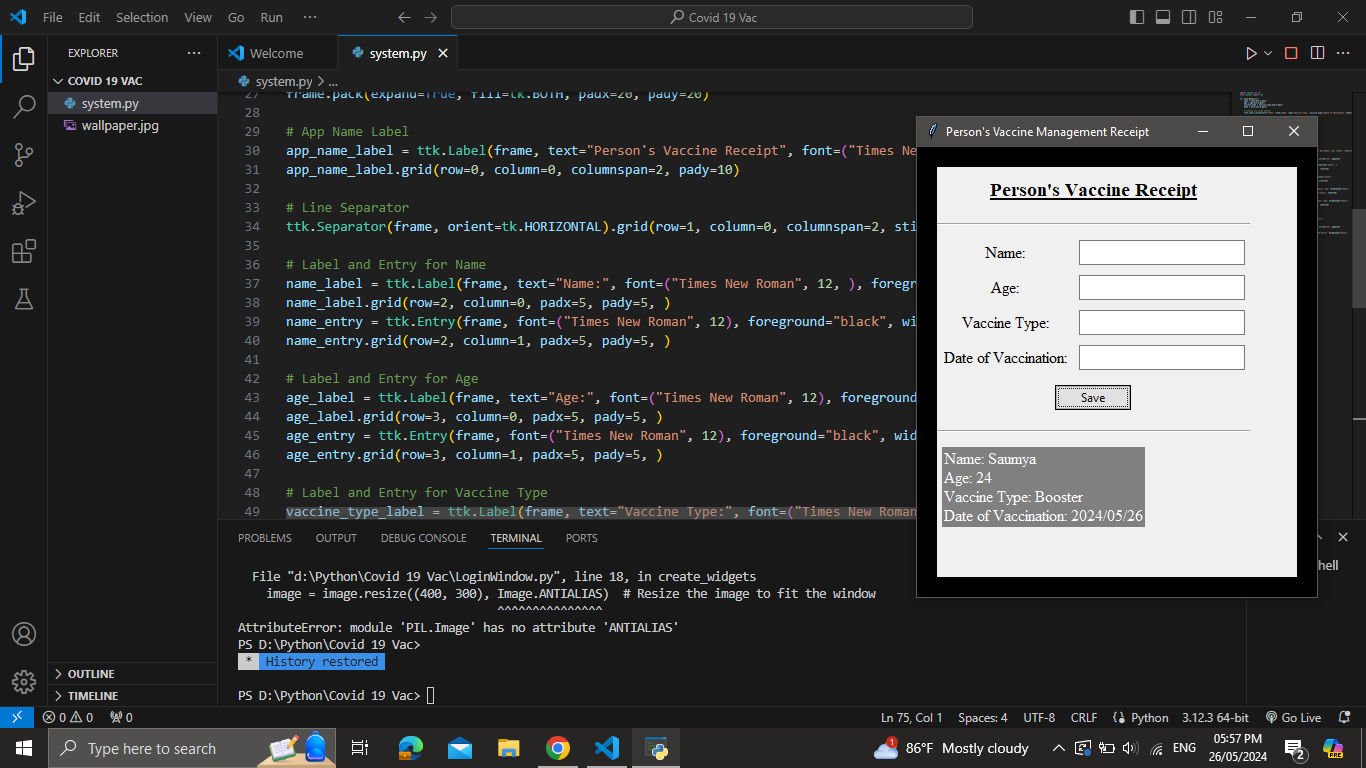 File Edit Selection View Go Run ···
Covid 19 Vac
EXPLORER ···
COVID 19 VAC
system.py
wallpaper.jpg
OUTLINE
TIMELINE
Welcome
system.py
system.py > ...
27 frame.pack(expand=True, fill=tk.BOTH, padx=20, pady=20)
28
29 # App Name Label
30 app_name_label = ttk.Label(frame, text="Person's Vaccine Receipt", font=("Times Ne
31 app_name_label.grid(row=0, column=0, columnspan=2, pady=10)
32
33 # Line Separator
34 ttk.Separator(frame, orient=tk.HORIZONTAL).grid(row=1, column=0, columnspan=2, sti
35
36 # Label and Entry for Name
37 name_label = ttk.Label(frame, text="Name:", font=("Times New Roman", 12, ), foregr
38 name_label.grid(row=2, column=0, padx=5, pady=5, )
39 name_entry = ttk.Entry(frame, font=("Times New Roman", 12), foreground="black", wi
40 name_entry.grid(row=2, column=1, padx=5, pady=5, )
41
42 # Label and Entry for Age
43 age_label = ttk.Label(frame, text="Age:", font=("Times New Roman", 12), foreground
44 age_label.grid(row=3, column=0, padx=5, pady=5, )
45 age_entry = ttk.Entry(frame, font=("Times New Roman", 12), foreground="black", wid
46 age_entry.grid(row=3, column=1, padx=5, pady=5, )
47
48 # Label and Entry for Vaccine Type
49 vaccine_type_label = ttk.Label(frame, text="Vaccine Type:", font=("Times New Roman
Person's Vaccine Management Receipt
Person's Vaccine Receipt
Name:
Age:
Vaccine Type:
Date of Vaccination:
Save
Name: Saumya
Age: 24
Vaccine Type: Booster
Date of Vaccination: 2024/05/26
PROBLEMS OUTPUT DEBUG CONSOLE TERMINAL PORTS
hell
File "d:\Python\Covid 19 Vac\LoginWindow.py", line 18, in create_widgets
image = image.resize((400, 300), Image.ANTIALIAS)  # Resize the image to fit the window
^^^^^^^^^^^^^^^
AttributeError: module 'PIL.Image' has no attribute 'ANTIALIAS'
PS D:\Python\Covid 19 Vac>
* History restored
PS D:\Python\Covid 19 Vac>
0 0 0 Ln 75, Col 1 Spaces: 4 UTF-8 CRLF Python 3.12.3 64-bit Go Live
Type here to search 86°F Mostly cloudy ENG 05:57 PM
26/05/2024
2
PRE